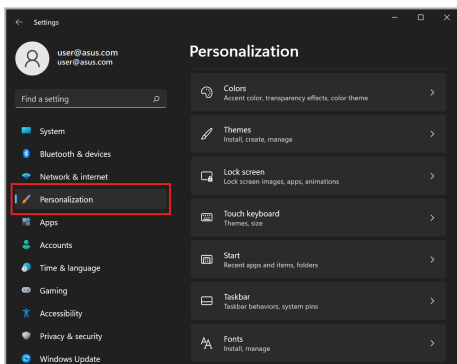 Settings
user@asus.com
user@asus.com
Find a setting
System
Bluetooth & devices
Network & internet
Personalization
Apps
Accounts
Time & language
Gaming
Accessibility
Privacy & security
Windows Update
Personalization
Colors
Accent color, transparency effects, color theme
Themes
Install, create, manage
Lock screen
Lock screen images, apps, animations
Touch keyboard
Themes, size
Start
Recent apps and items, folders
Taskbar
Taskbar behaviors, system pins
Fonts
Install, manage